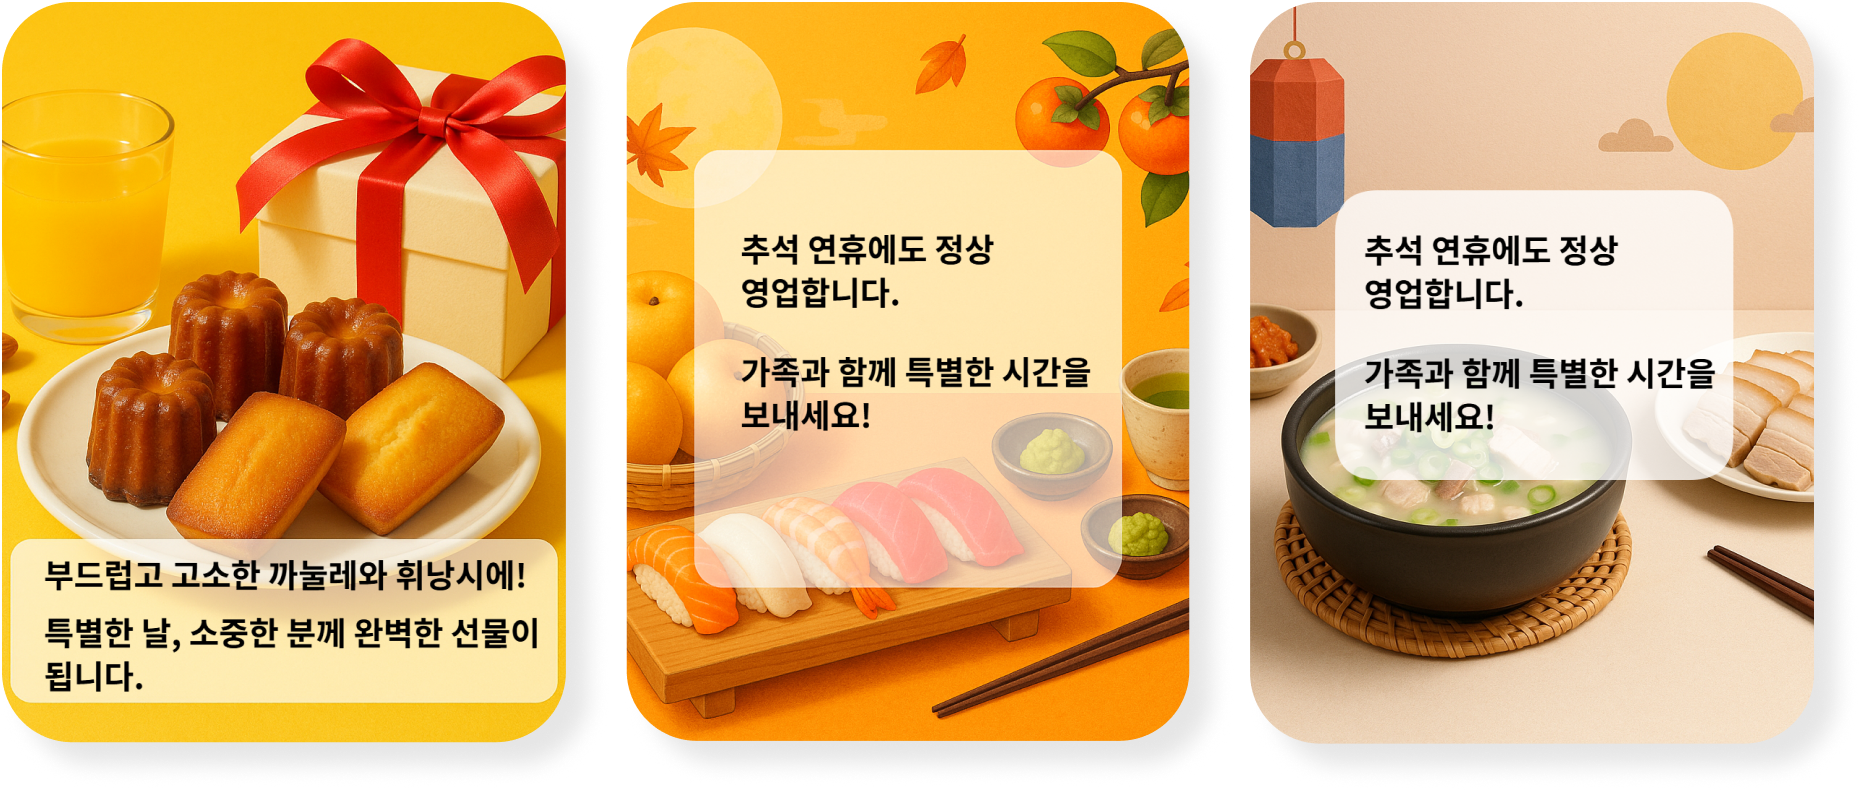 부드럽고 고소한 까눌레와 휘낭시에!
특별한 날, 소중한 분께 완벽한 선물이
됩니다.
추석 연휴에도 정상
영업합니다.
가족과 함께 특별한 시간을
보내세요!
추석 연휴에도 정상
영업합니다.
가족과 함께 특별한 시간을
보내세요!